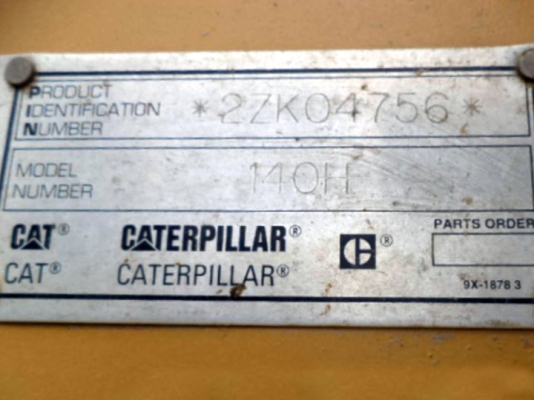 PRODUCT
IDENTIFICATION *2ZK04756*
NUMBER
MODEL
NUMBER 140H
CAT® CATERPILLAR® C® PARTS ORDER
CAT® CATERPILLAR®
9X-1878 3